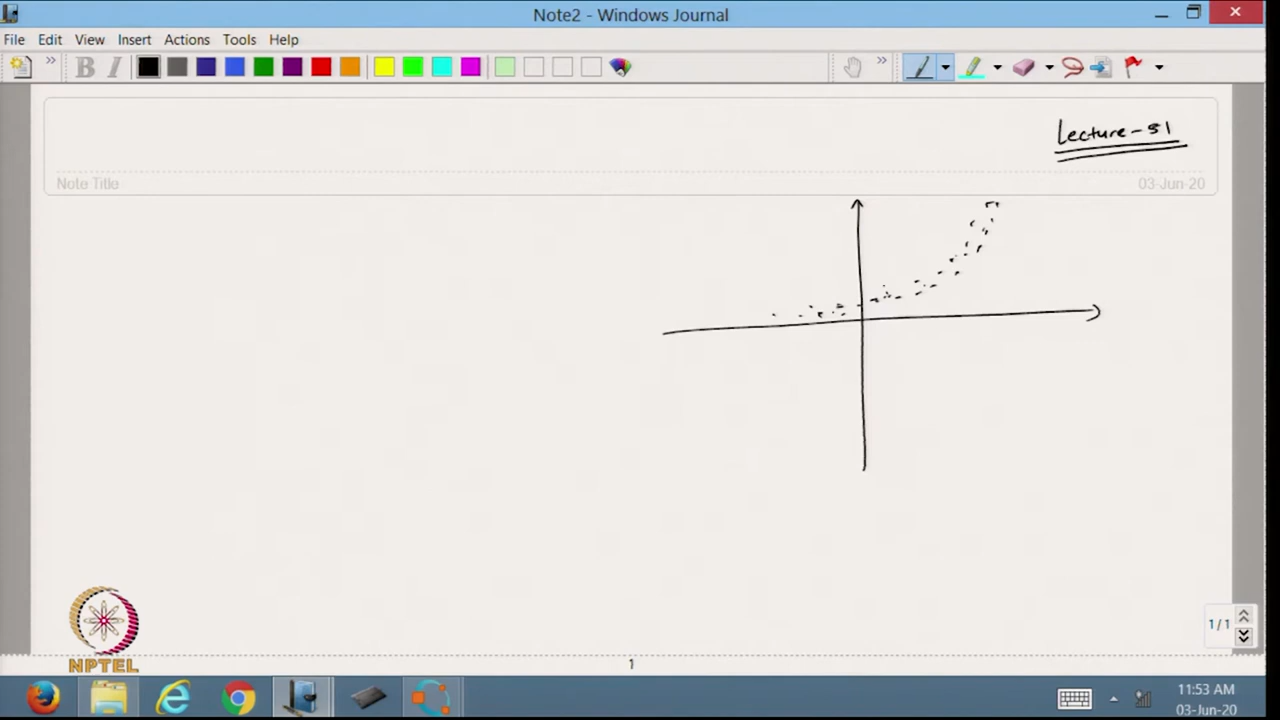 Note2 - Windows Journal
File Edit View Insert Actions Tools Help
B I
Lecture-51
Note Title
03-Jun-20
1/1
NPTEL
1
11:53 AM
03-Jun-20